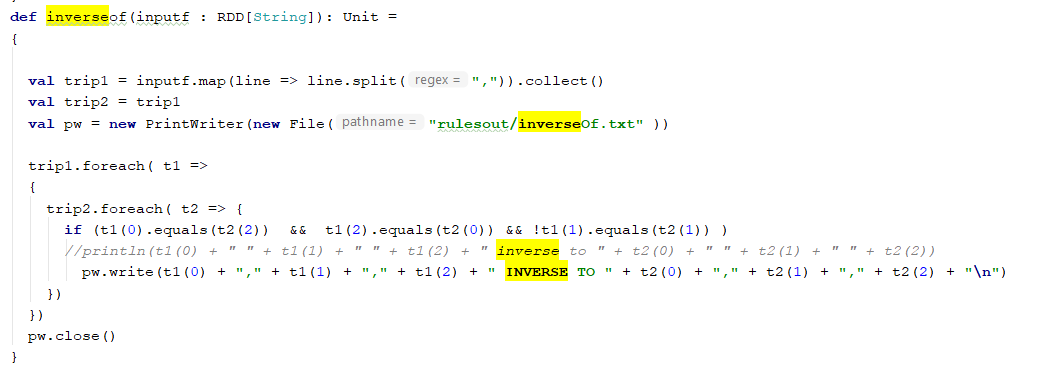 def inverseof(inputf : RDD[String]): Unit =
{
val trip1 = inputf.map(line => line.split( regex = ",")).collect()
val trip2 = trip1
val pw = new PrintWriter(new File( pathname = "rulesout/inverseOf.txt" ))
trip1.foreach( t1 =>
{
trip2.foreach( t2 => {
if (t1(0).equals(t2(2))  &&  t1(2).equals(t2(0)) && !t1(1).equals(t2(1)) )
//println(t1(0) + " " + t1(1) + " " + t1(2) + " inverse to " + t2(0) + " " + t2(1) + " " + t2(2))
pw.write(t1(0) + "," + t1(1) + "," + t1(2) + " INVERSE TO " + t2(0) + "," + t2(1) + "," + t2(2) + "\n")
})
})
pw.close()
}